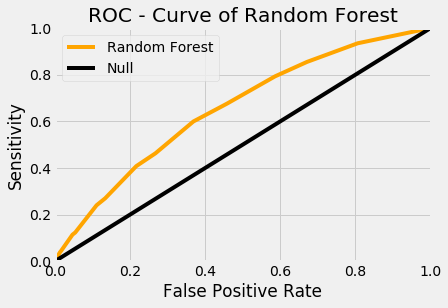 ROC - Curve of Random Forest
Random Forest
Null
Sensitivity
1.0
0.8
0.6
0.4
0.2
0.0
0.0 0.2 0.4 0.6 0.8 1.0
False Positive Rate